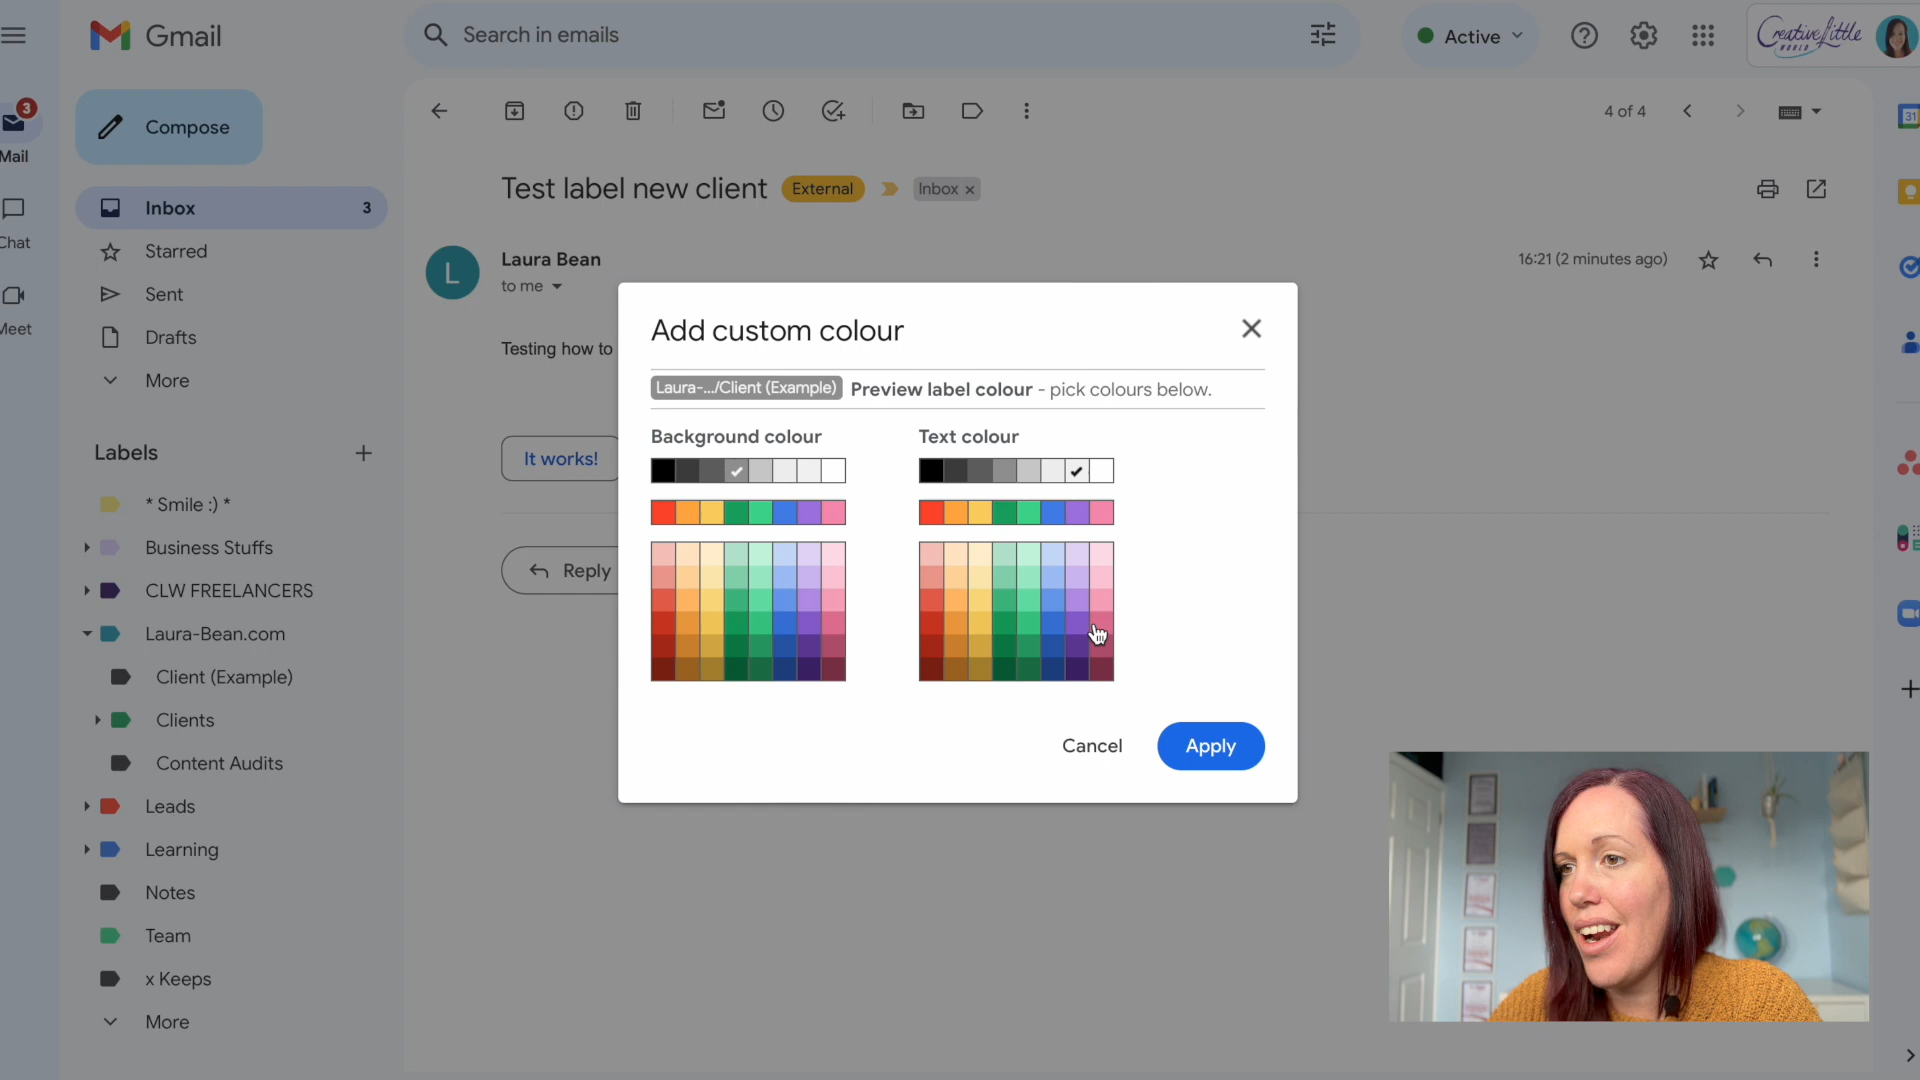 Gmail
Search in emails
Active
Creative Little
WORLD
3
Mail
Chat
Meet
Compose
Inbox 3
Starred
Sent
Drafts
More
Labels
* Smile :) *
Business Stuffs
CLW FREELANCERS
Laura-Bean.com
Client (Example)
Clients
Content Audits
Leads
Learning
Notes
Team
x Keeps
More
4 of 4
Test label new client External Inbox
L
Laura Bean
to me
16:21 (2 minutes ago)
Testing how to
It works!
Reply
Add custom colour
Laura-.../Client (Example) Preview label colour - pick colours below.
Background colour Text colour
Cancel Apply
31